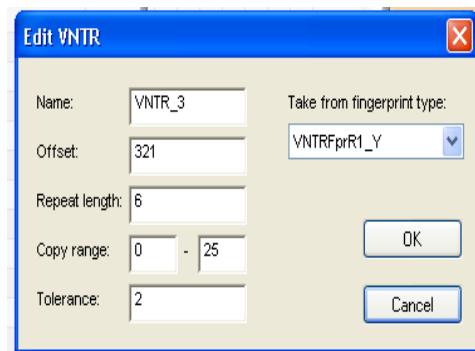 Edit VNTR
Name: VNTR_3
Take from fingerprint type:
Offset: 321
VNTRFprR1_Y
Repeat length: 6
Copy range: 0 - 25
OK
Tolerance: 2
Cancel